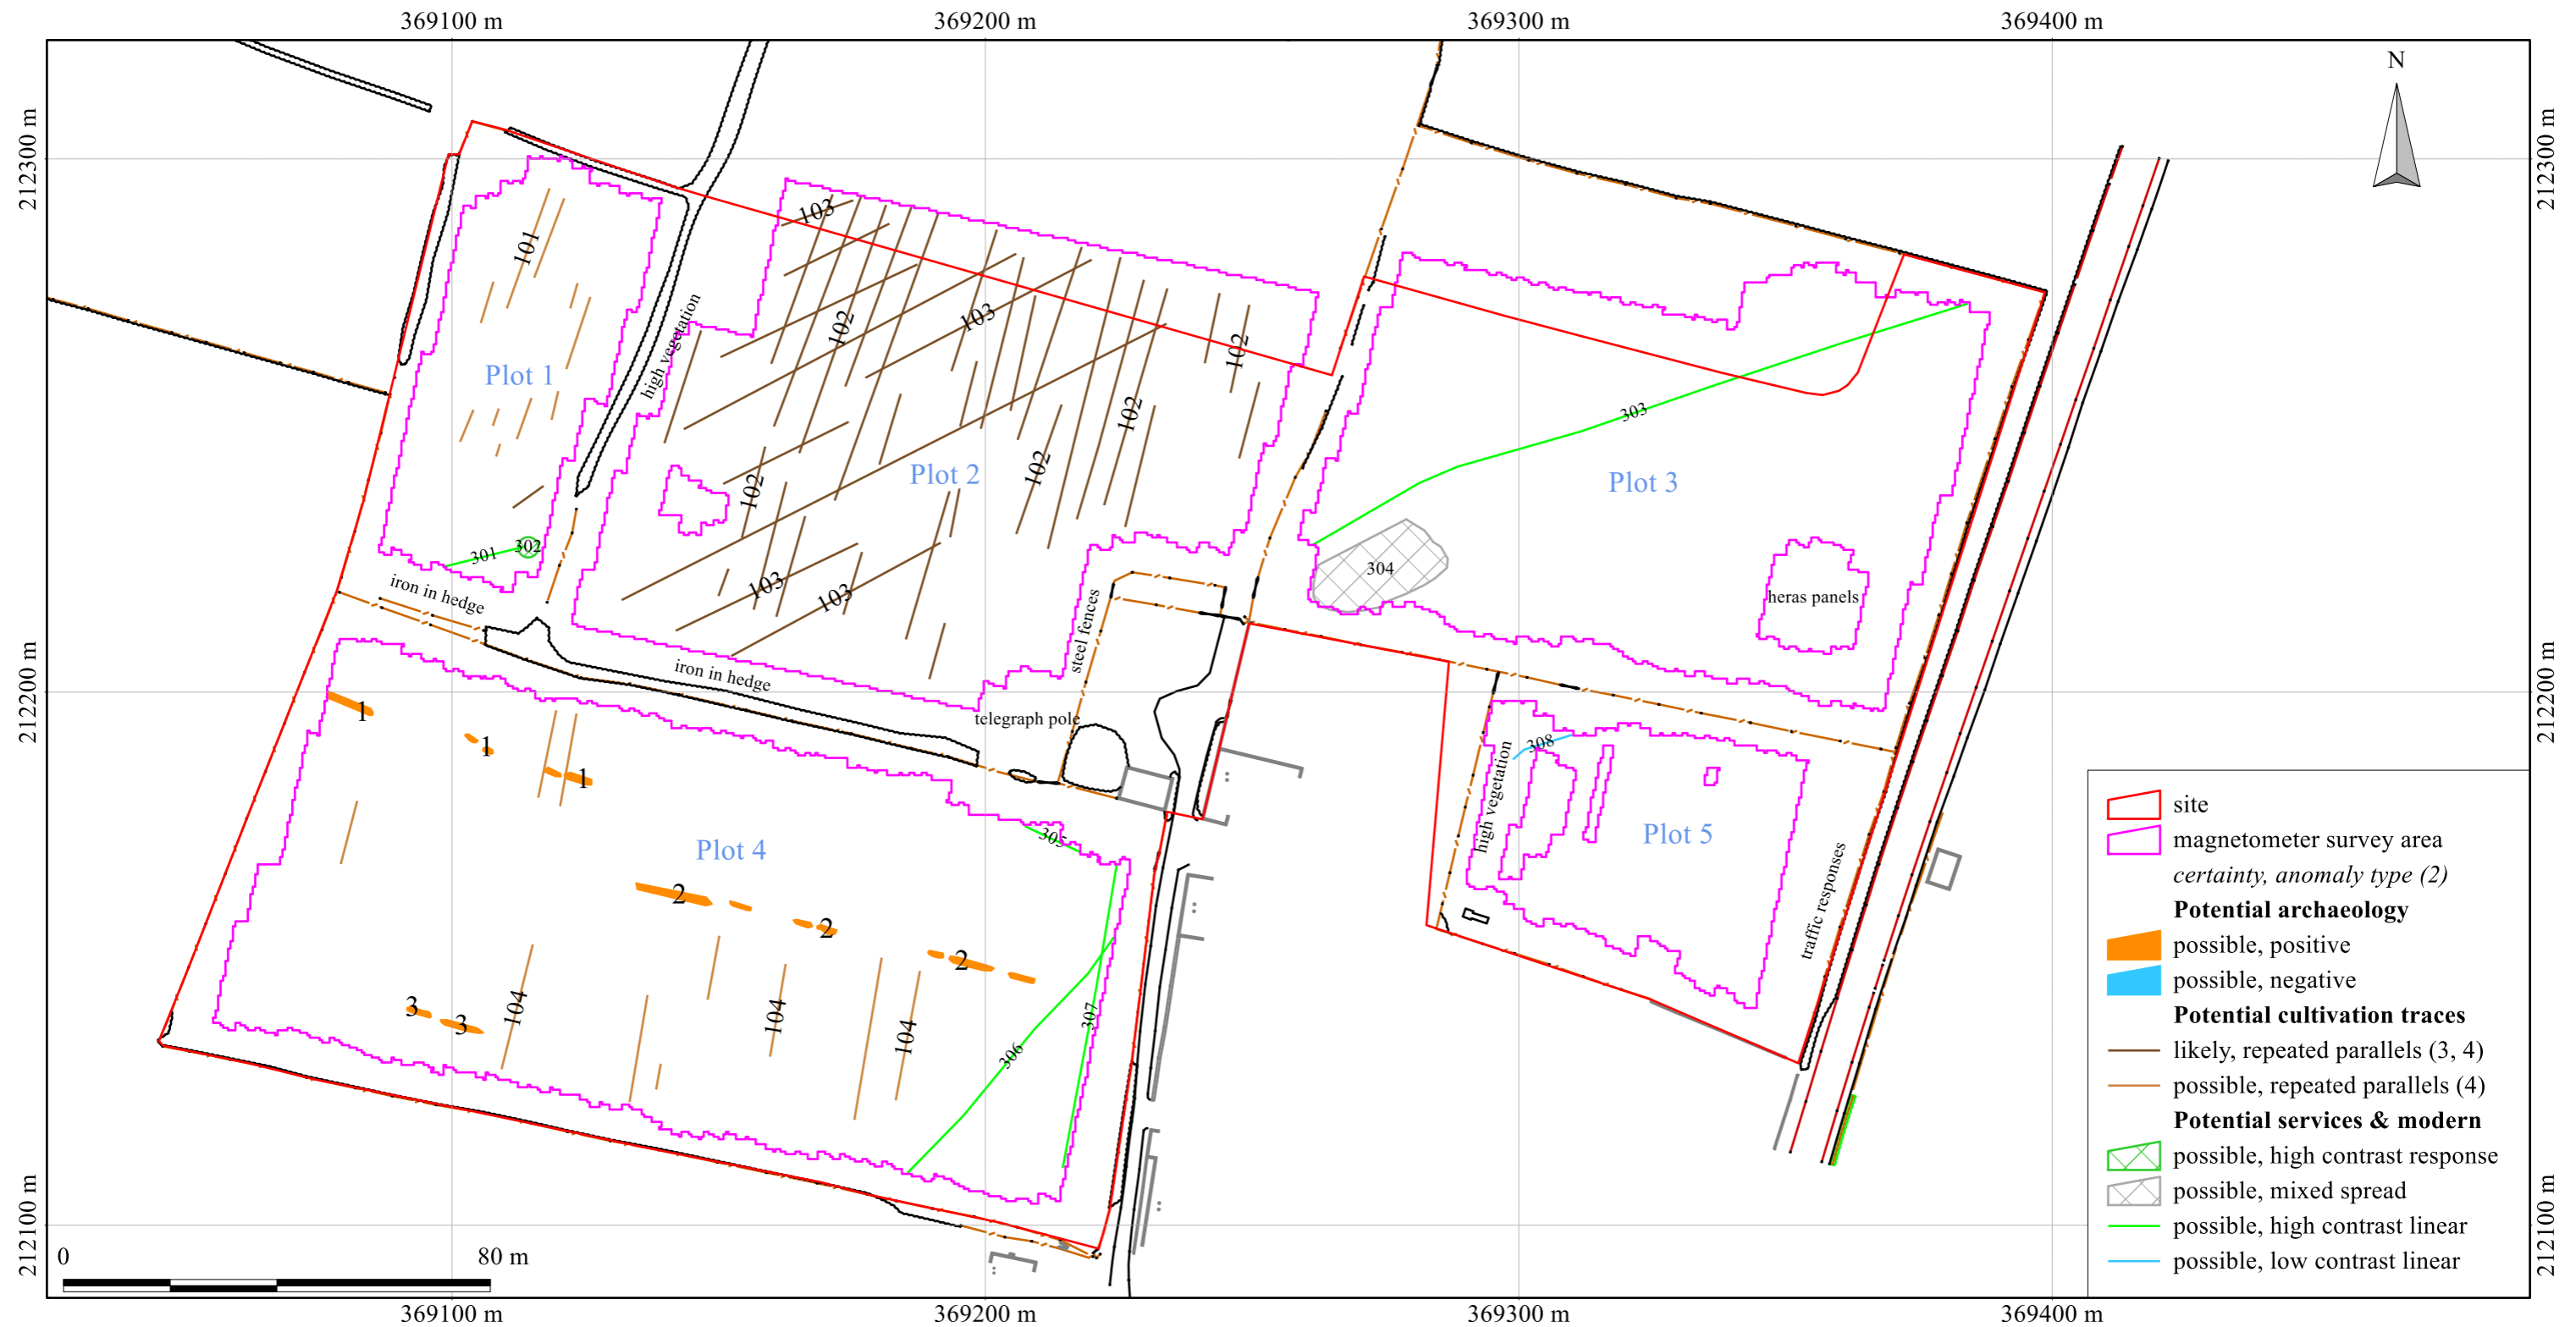 369100 m
369200 m
369300 m
369400 m
N
212300 m
212300 m
103
101
102
103
102
high vegetation
Plot 1
303
102
Plot 2
Plot 3
102
102
301
302
304
iron in hedge
103
103
steel fences
heras panels
iron in hedge
212200 m
212200 m
1
telegraph pole
1
308
1
high vegetation
Plot 4
305
Plot 5
traffic responses
2
2
2
3
3
104
104
104
307
306
site
magnetometer survey area
certainty, anomaly type (2)
Potential archaeology
possible, positive
possible, negative
Potential cultivation traces
likely, repeated parallels (3, 4)
possible, repeated parallels (4)
Potential services & modern
possible, high contrast response
possible, mixed spread
possible, high contrast linear
possible, low contrast linear
212100 m
212100 m
0
80 m
369100 m
369200 m
369300 m
369400 m